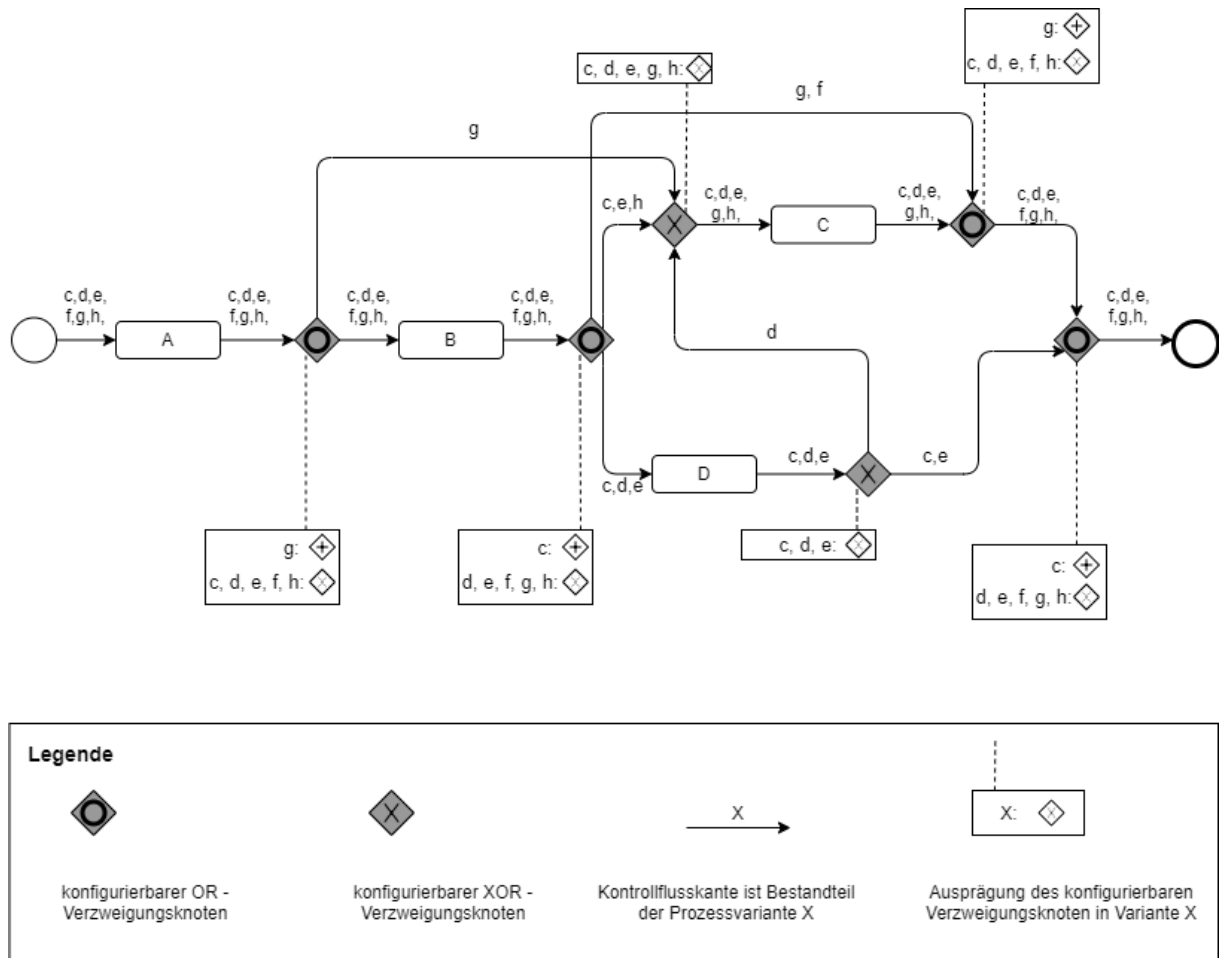 g:
c, d, e, f, h:
c, d, e, g, h:
g, f
g
c,e,h
c,d,e,
g,h,
C
c,d,e,
g,h,
c,d,e,
f,g,h,
c,d,e,
f,g,h,
A
c,d,e,
f,g,h,
c,d,e,
f,g,h,
B
c,d,e,
f,g,h,
d
c,d,e,
f,g,h,
c,d,e
D
c,d,e
c,e
g:
c, d, e, f, h:
c:
d, e, f, g, h:
c, d, e:
c:
d, e, f, g, h:
Legende
X
X:
konfigurierbarer OR -
Verzweigungsknoten
konfigurierbarer XOR -
Verzweigungsknoten
Kontrollflusskante ist Bestandteil
der Prozessvariante X
Ausprägung des konfigurierbaren
Verzweigungsknoten in Variante X